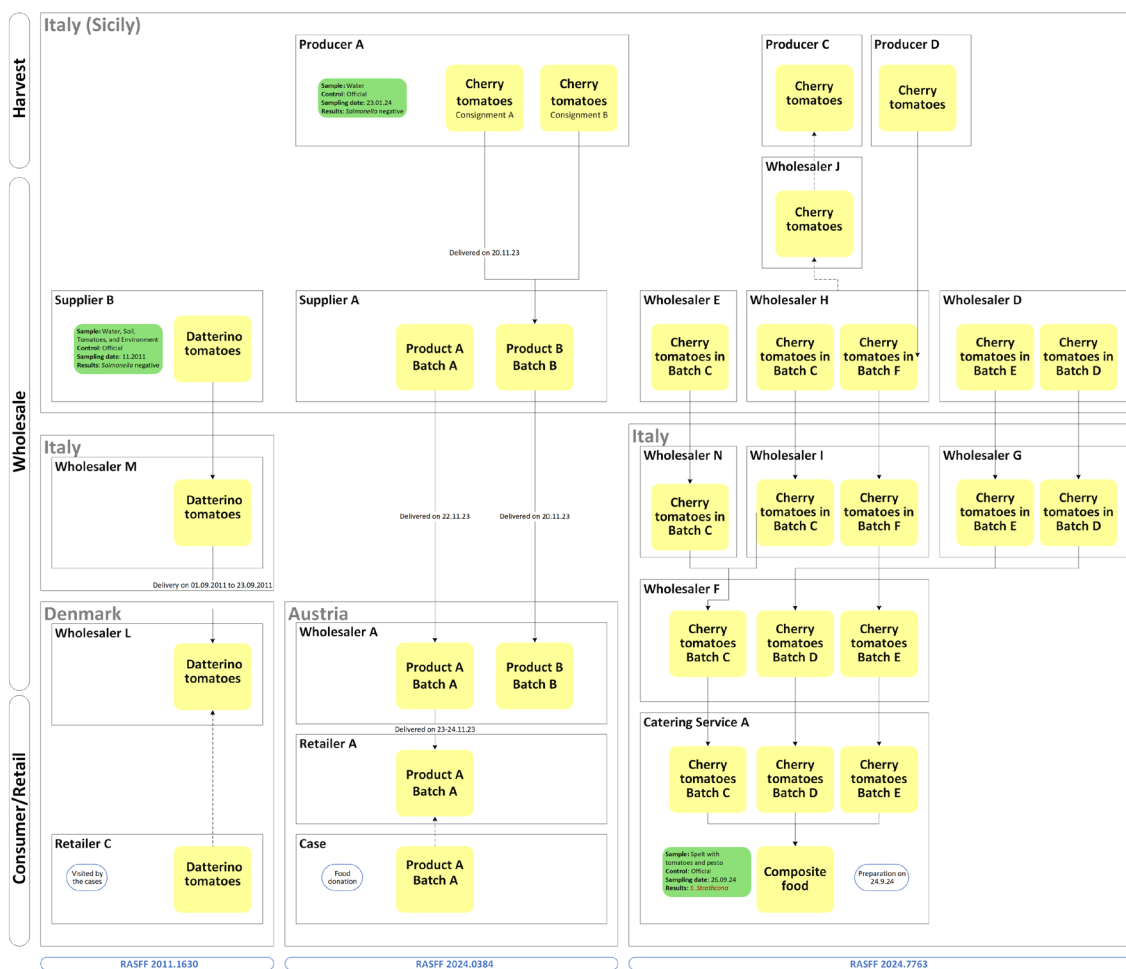 Harvest
Wholesale
Consumer/Retail
Italy (Sicily)
Producer A
Sample: Water
Control: Official
Sampling date: 23.01.24
Results: Salmonella negative
Cherry
tomatoes
Consignment A
Cherry
tomatoes
Consignment B
Producer C
Cherry
tomatoes
Producer D
Cherry
tomatoes
Wholesaler J
Cherry
tomatoes
Delivered on 20.11.23
Supplier B
Sample: Water, Soil,
Tomatoes, and Environment
Control: Official
Sampling date: 11.2011
Results: Salmonella negative
Datterino
tomatoes
Supplier A
Product A
Batch A
Product B
Batch B
Wholesaler E
Cherry
tomatoes in
Batch C
Wholesaler H
Cherry
tomatoes in
Batch C
Cherry
tomatoes in
Batch F
Wholesaler D
Cherry
tomatoes in
Batch E
Cherry
tomatoes in
Batch D
Italy
Wholesaler M
Datterino
tomatoes
Delivery on 01.09.2011 to 23.09.2011
Delivered on 22.11.23
Delivered on 20.11.23
Italy
Wholesaler N
Cherry
tomatoes in
Batch C
Wholesaler I
Cherry
tomatoes in
Batch C
Cherry
tomatoes in
Batch F
Wholesaler G
Cherry
tomatoes in
Batch E
Cherry
tomatoes in
Batch D
Denmark
Wholesaler L
Datterino
tomatoes
Retailer C
Visited by
the cases
Datterino
tomatoes
Austria
Wholesaler A
Product A
Batch A
Product B
Batch B
Delivered on 23-24.11.23
Retailer A
Product A
Batch A
Case
Food
donation
Product A
Batch A
Wholesaler F
Cherry
tomatoes
Batch C
Cherry
tomatoes
Batch D
Cherry
tomatoes
Batch E
Catering Service A
Cherry
tomatoes
Batch C
Cherry
tomatoes
Batch D
Cherry
tomatoes
Batch E
Sample: Spelt with
tomatoes and pesto
Control: Official
Sampling date: 26.09.24
Results: S. Strathcona
Composite
food
Preparation on
24.9.24
RASFF 2011.1630
RASFF 2024.0384
RASFF 2024.7763